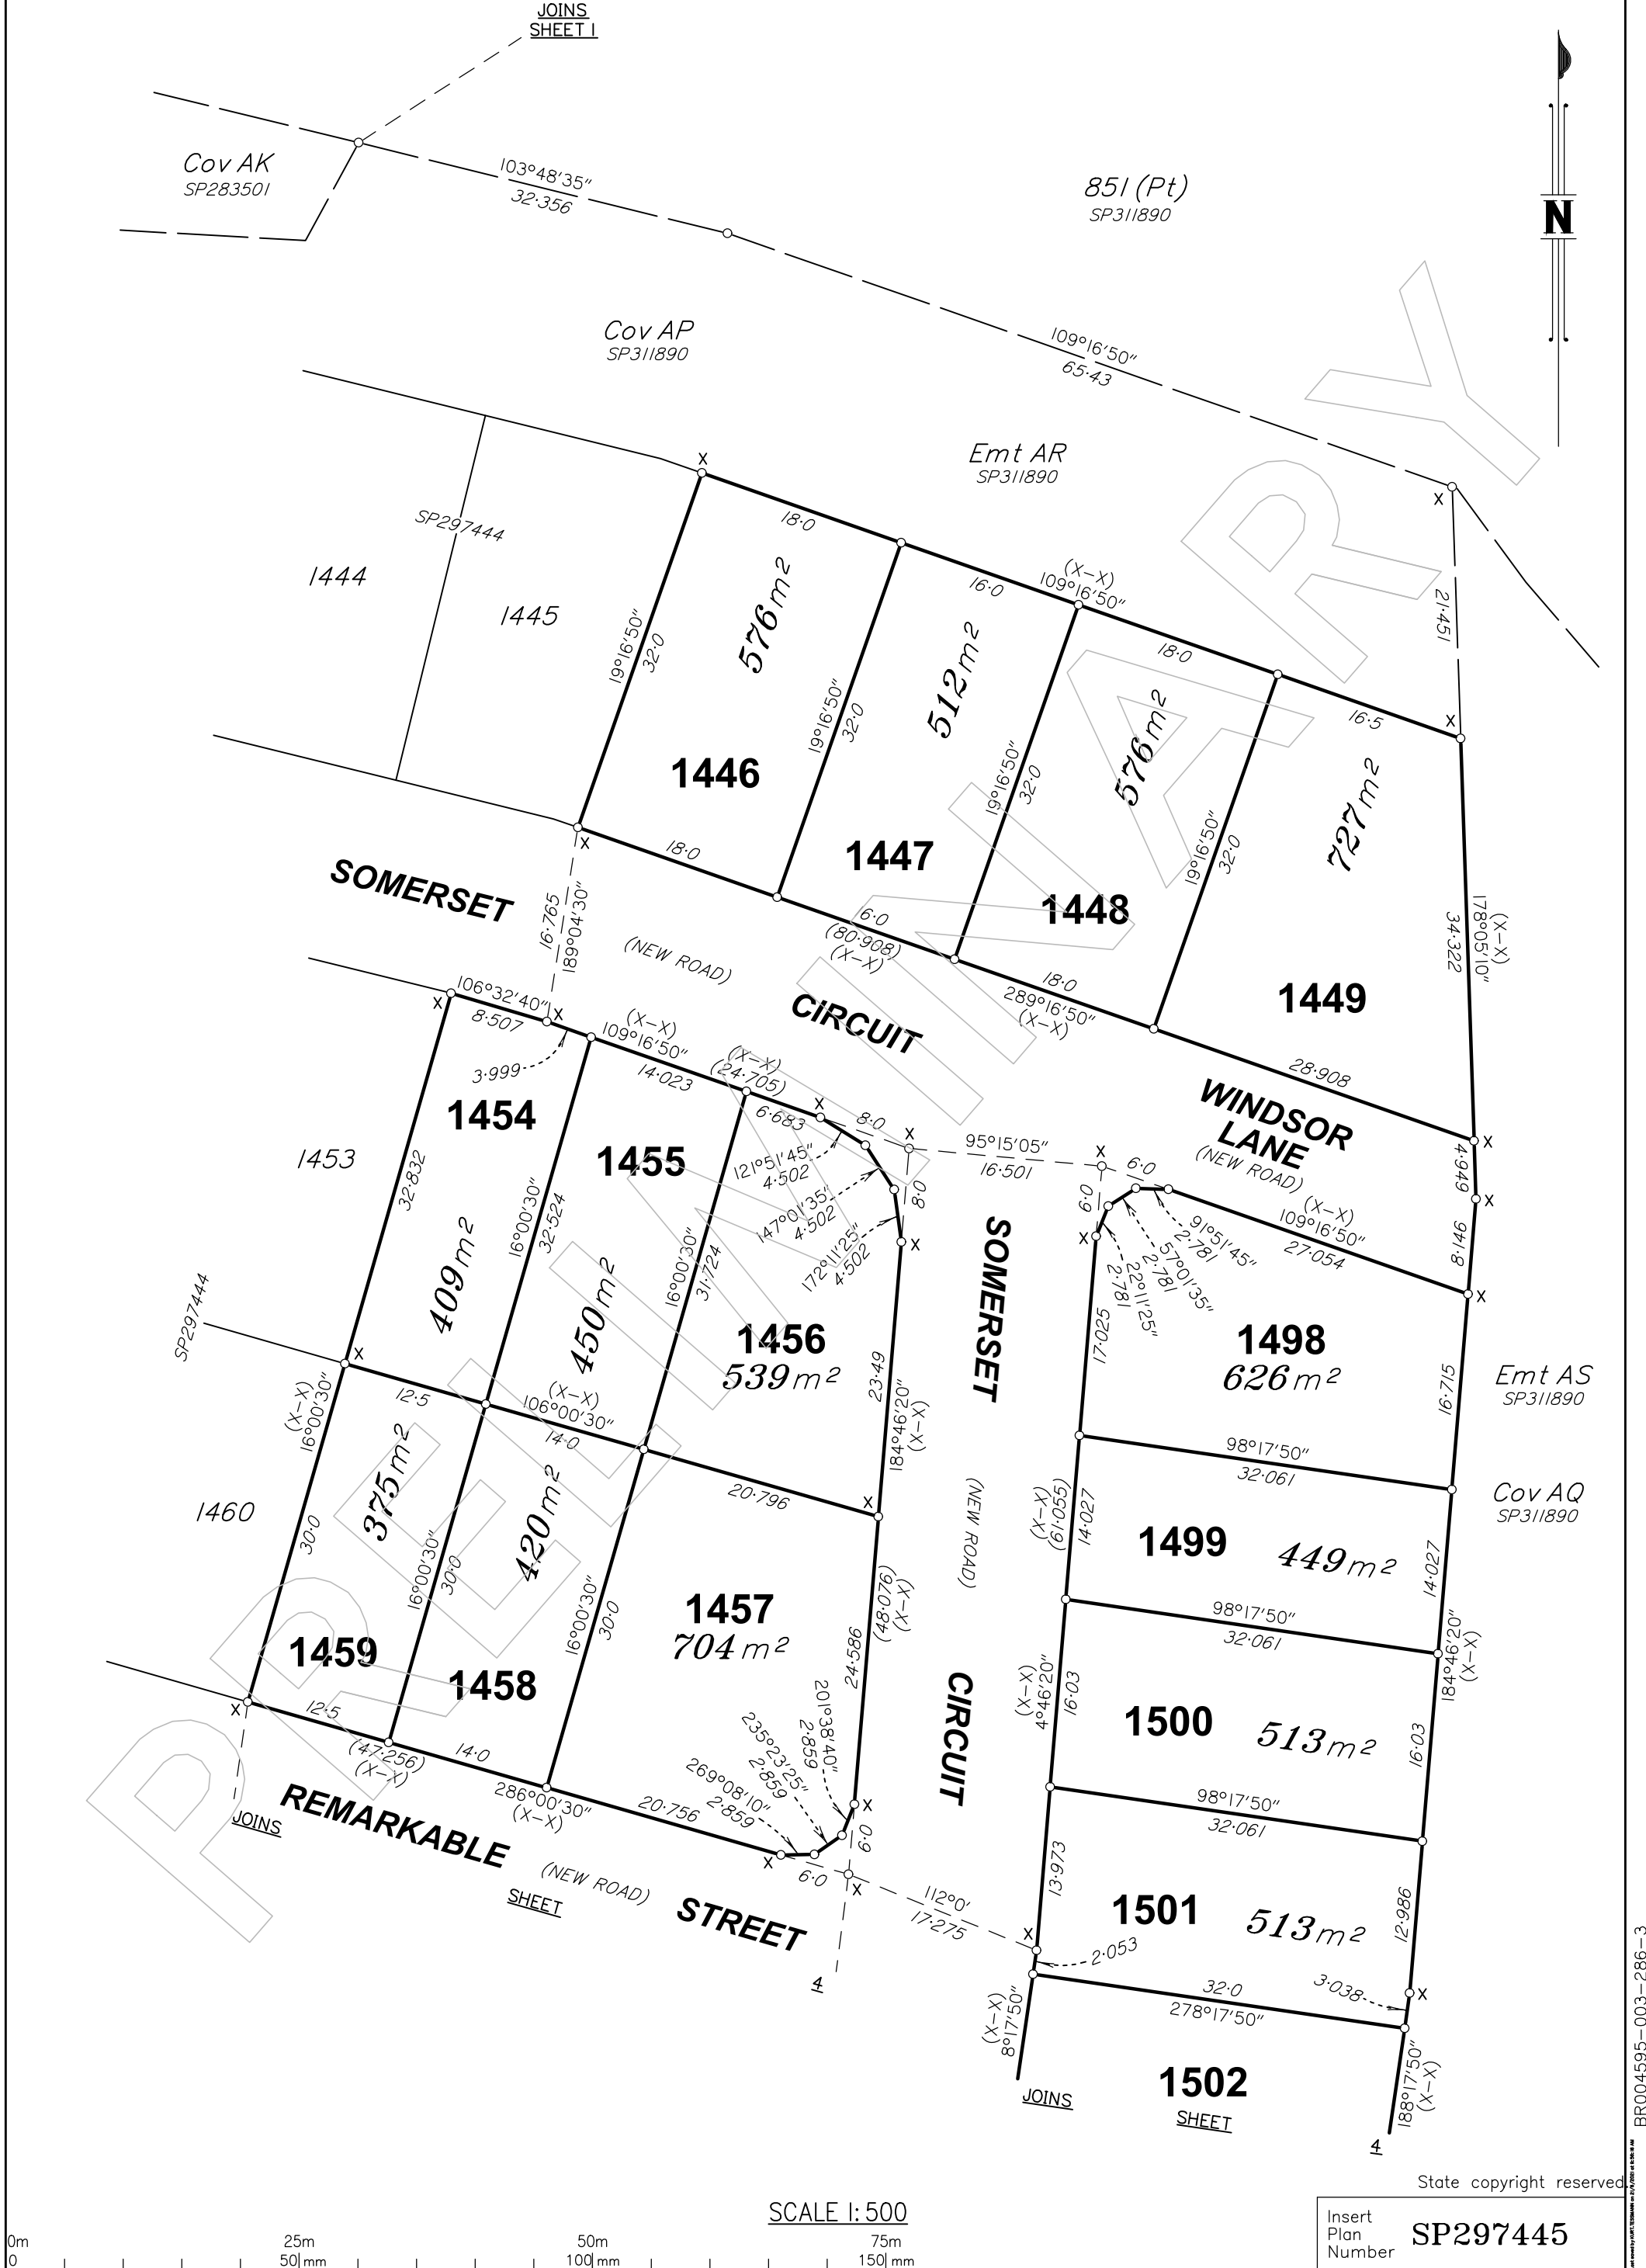 JOINS
SHEET 1
Cov AK
SP283501
103°48'35"
32·356
851 (Pt)
SP311890
N
Cov AP
SP311890
109°16'50"
65·43
Emt AR
SP311890
X
X
SP297444
1444
1445
18·0
16·0
(X-X)
109°16'50"
18·0
16·5
X
21·451
19°16'50"
32·0
576 m²
1446
19°16'50"
32·0
512 m²
1447
19°16'50"
32·0
576 m²
1448
19°16'50"
32·0
727 m²
1449
(X-X)
178°05'10"
34·322
X
18·0
6·0
(80·908)
(X-X)
18·0
289°16'50"
(X-X)
28·908
X
SOMERSET
(NEW ROAD)
CIRCUIT
WINDSOR
LANE
(NEW ROAD)
16·765
189°04'30"
X
106°32'40"
8·507
X
3·999
(X-X)
109°16'50"
14·023
(X-X)
(24·705)
6·683
X
8·0
X
8·0
95°15'05"
16·501
X
6·0
6·0
X
4·949
X
8·146
X
121°51'45"
4·502
147°01'35"
4·502
172°11'25"
4·502
X
(X-X)
109°16'50"
27·054
91°51'45"
2·781
57°01'35"
2·781
22°11'25"
2·781
1453
1454
32·832
409 m²
16°00'30"
32·524
1455
450 m²
16°00'30"
31·724
1456
539 m²
23·49
184°46'20"
(X-X)
SOMERSET
(NEW ROAD)
CIRCUIT
17·025
1498
626 m²
16·715
Emt AS
SP311890
Cov AQ
SP311890
SP297444
X
12·5
(X-X)
106°00'30"
14·0
20·796
X
98°17'50"
32·061
(X-X)
16°00'30"
30·0
1460
375 m²
1459
16°00'30"
30·0
420 m²
1458
16°00'30"
30·0
1457
704 m²
(48·076)
(X-X)
24·586
(X-X)
(61·055)
14·027
1499
449 m²
14·027
98°17'50"
32·061
184°46'20"
(X-X)
(X-X)
4°46'20"
16·03
1500
513 m²
16·03
98°17'50"
32·061
X
12·5
(47·256)
(X-X)
14·0
286°00'30"
(X-X)
20·756
X
201°38'40"
2·859
235°23'25"
2·859
269°08'10"
2·859
X
6·0
6·0
X
112°0'
17·275
X
13·973
1501
513 m²
12·986
2·053
3·038
X
32·0
278°17'50"
JOINS
REMARKABLE
(NEW ROAD)
STREET
SHEET
4
(X-X)
8°17'50"
1502
188°17'50"
(X-X)
JOINS
SHEET
4
PRELIMINARY
BR004595-003-286-3
State copyright reserved.
SCALE 1:500
Insert
Plan
Number
SP297445
0m
25m
50m
75m
0
50 mm
100 mm
150 mm